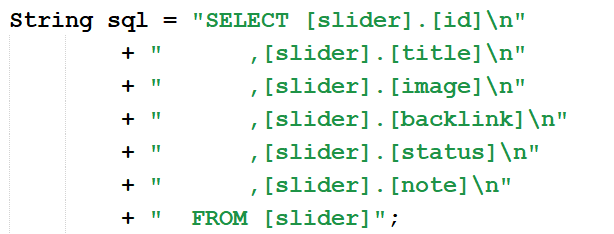 String sql = "SELECT [slider].[id]\n"
+ "      ,[slider].[title]\n"
+ "      ,[slider].[image]\n"
+ "      ,[slider].[backlink]\n"
+ "      ,[slider].[status]\n"
+ "      ,[slider].[note]\n"
+ "  FROM [slider]";